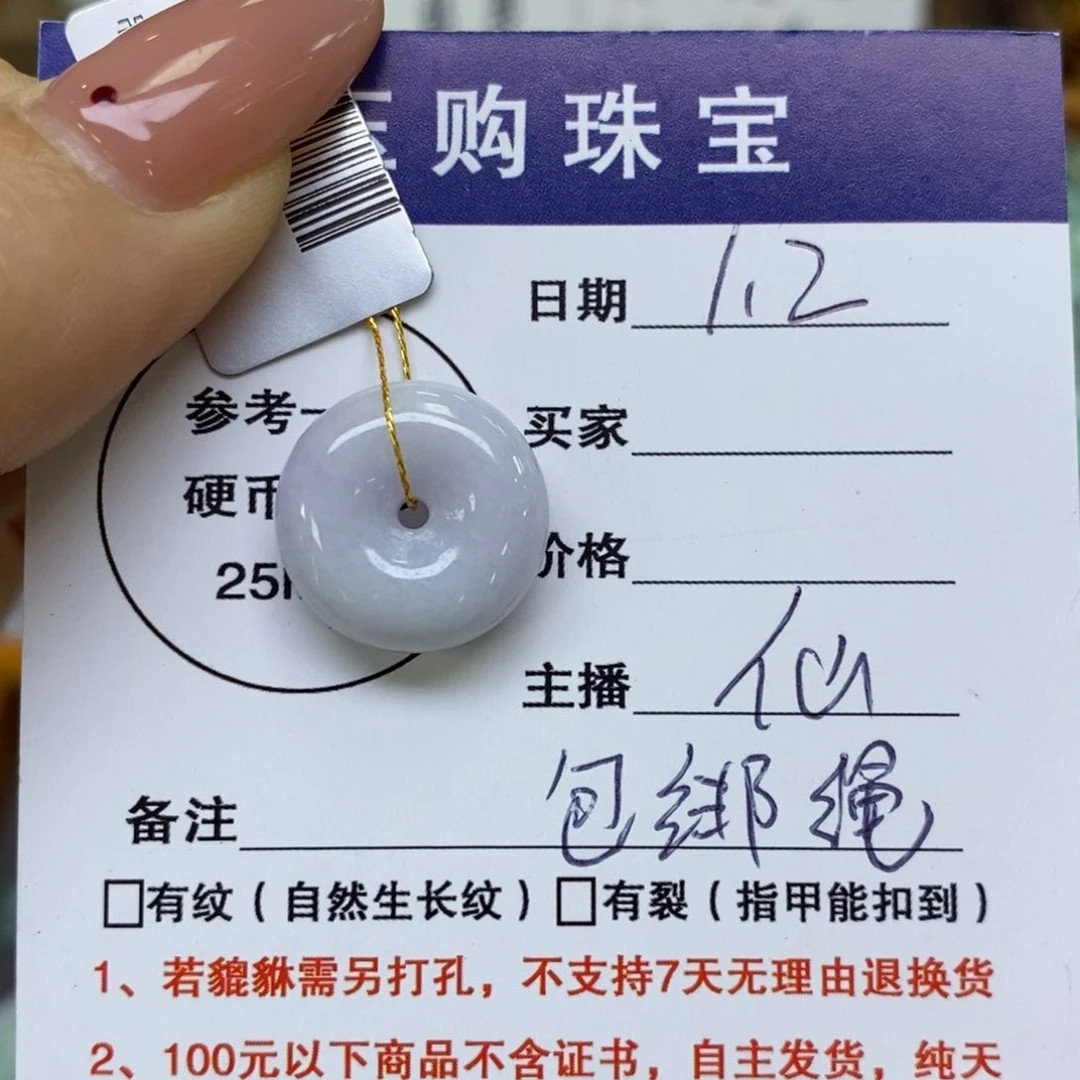 购珠宝
日期 1.2
参考一
买家
硬币
价格
25
主播 仙
备注 包绑绳
□有纹（自然生长纹）□有裂（指甲能扣到）
1、若貔貅需另打孔，不支持7天无理由退换货
2、100元以下商品不含证书，自主发货，纯天